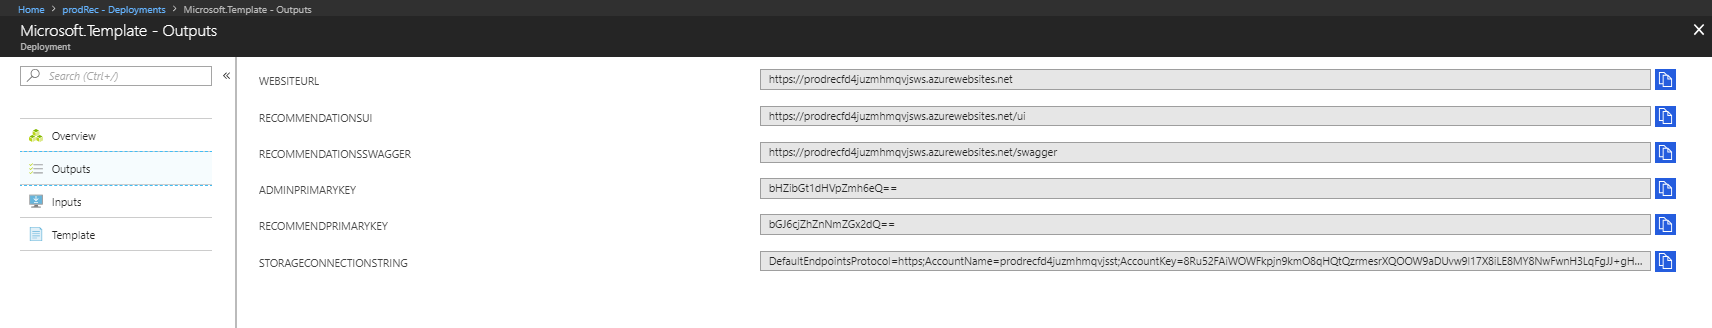 Home > prodRec - Deployments > Microsoft.Template - Outputs
Microsoft.Template - Outputs
Deployment
Search (Ctrl+/)
Overview
Outputs
Inputs
Template
WEBSITEURL https://prodrecfd4juzmhmqvjsws.azurewebsites.net
RECOMMENDATIONSUI https://prodrecfd4juzmhmqvjsws.azurewebsites.net/ui
RECOMMENDATIONSSWAGGER https://prodrecfd4juzmhmqvjsws.azurewebsites.net/swagger
ADMINPRIMARYKEY bHZibGt1dHVpZmh6eQ==
RECOMMENDPRIMARYKEY bGJ6cjZhZnNmZGx2dQ==
STORAGECONNECTIONSTRING DefaultEndpointsProtocol=https;AccountName=prodrecfd4juzmhmqvjsst;AccountKey=8Ru52FAiWOWFkpjn9kmO8qHQtQzrmesrXQOOW9aDUvw9I17X8iLE8MY8NwFwnH3LqFgJJ+gH...